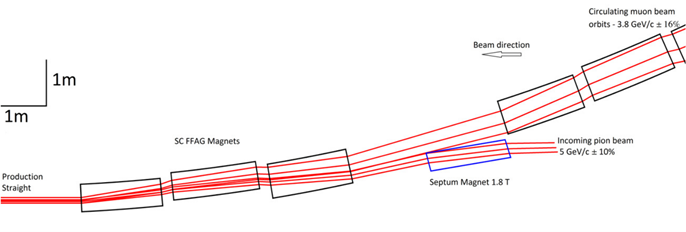 Circulating muon beam
orbits - 3.8 GeV/c ± 16%
Beam direction
1m
1m
SC FFAG Magnets
Incoming pion beam
5 GeV/c ± 10%
Production
Straight
Septum Magnet 1.8 T